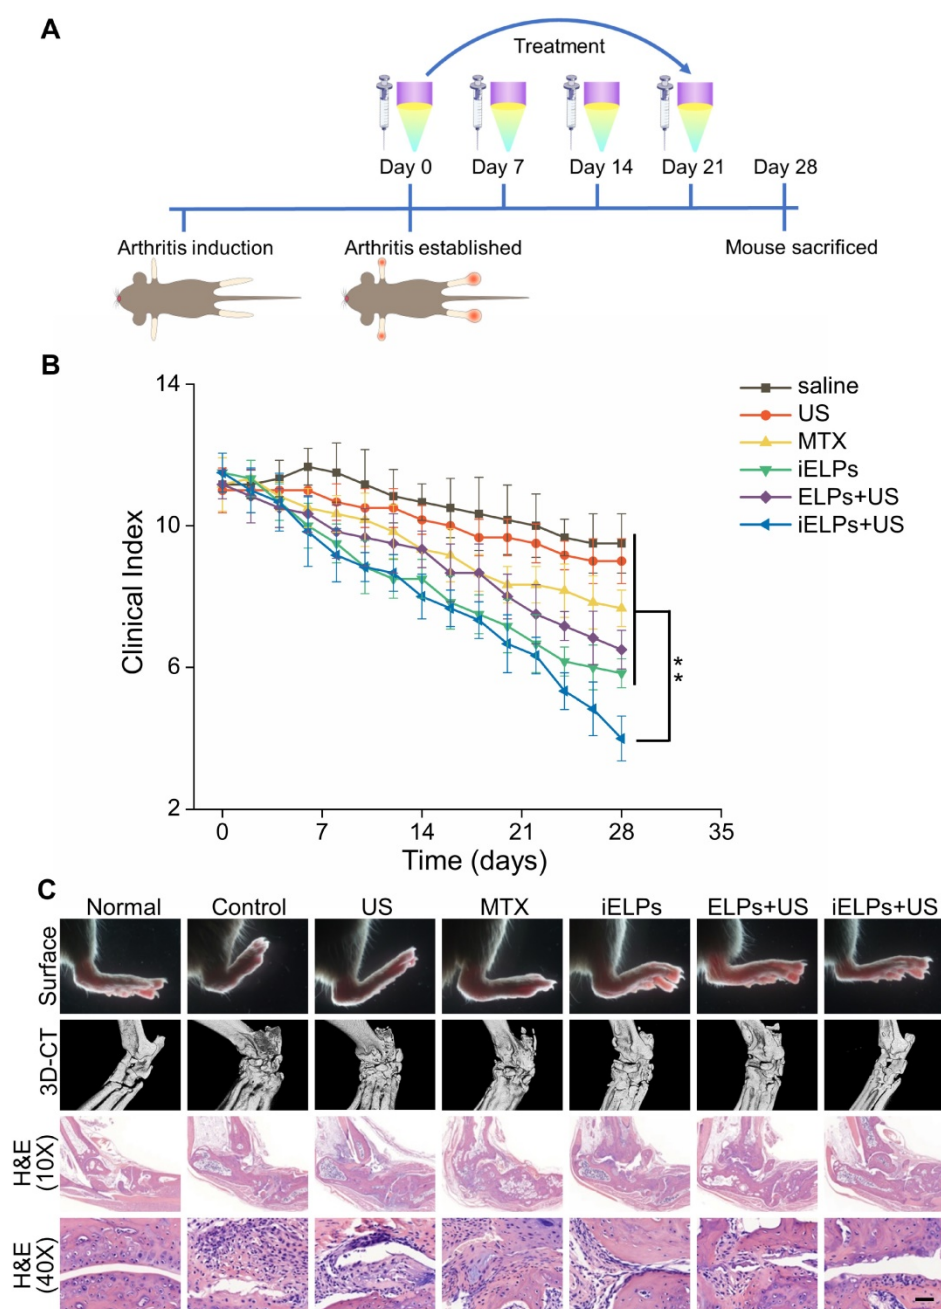 A
Treatment
Day 0 Day 7 Day 14 Day 21 Day 28
Arthritis induction Arthritis established Mouse sacrificed
B
14
10
6
2
Clinical Index
0 7 14 21 28 35
Time (days)
saline
US
MTX
iELPs
ELPs+US
iELPs+US
**
C
Normal Control US MTX iELPs ELPs+US iELPs+US
Surface
3D-CT
H&E
(10X)
H&E
(40X)